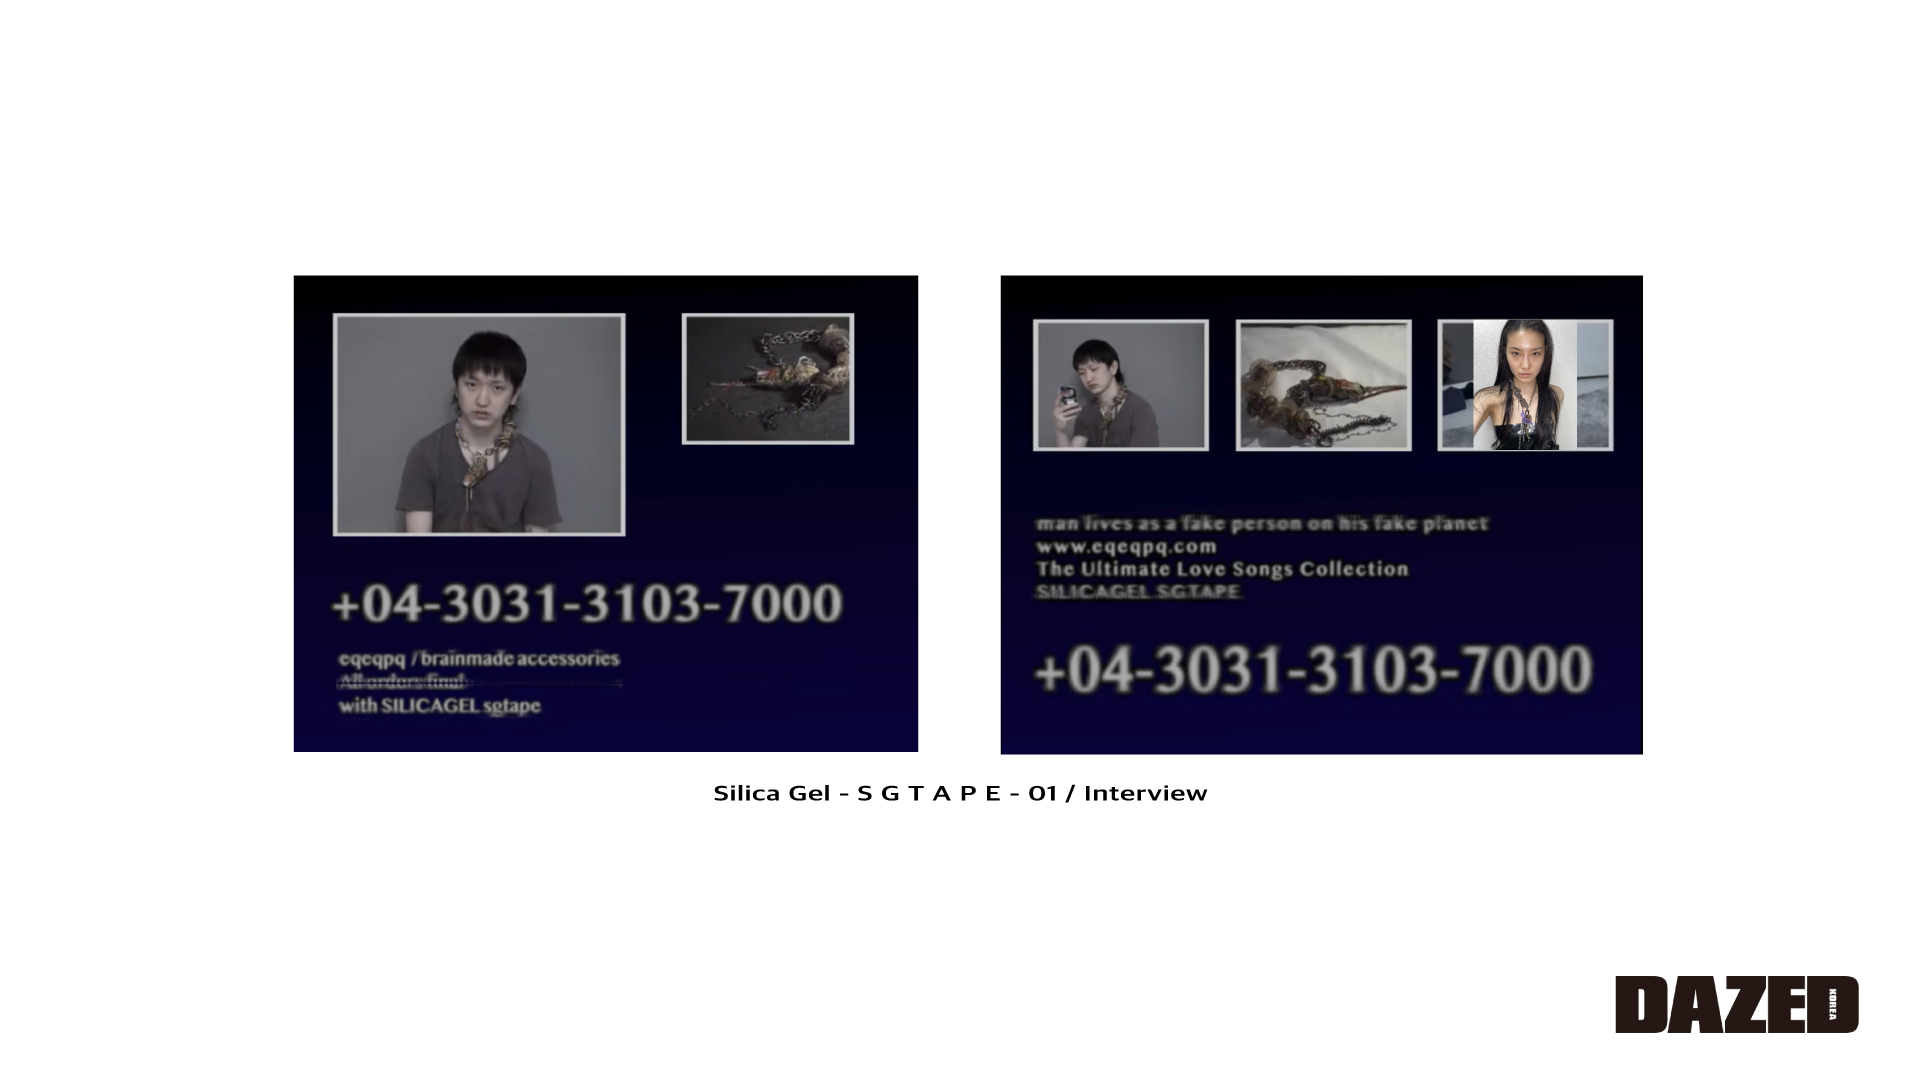 +04-3031-3103-7000
eqeqpq / brainmade accessories
All orders final
with SILICAGEL sgtape
man lives as a fake person on his fake planet
www.eqeqpq.com
The Ultimate Love Songs Collection
SILICAGEL SGTAPE
+04-3031-3103-7000
Silica Gel - S G T A P E - 01 / Interview
DAZED KOREA